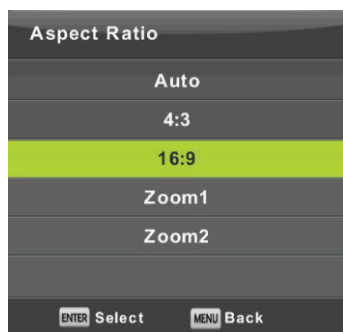 Aspect Ratio
Auto
4:3
16:9
Zoom1
Zoom2
ENTER Select MENU Back